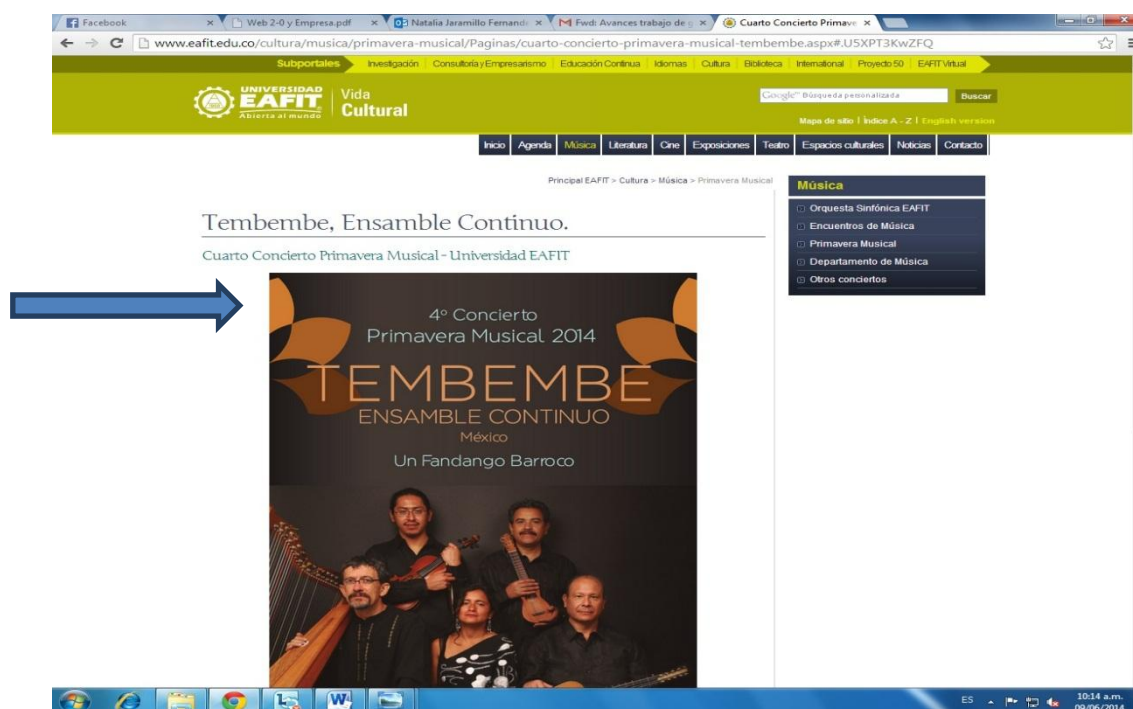 Facebook
Web 2-0 y Empresa.pdf
Natalia Jaramillo Fernand
Fwd: Avances trabajo de g
Cuarto Concierto Primave
www.eafit.edu.co/cultura/musica/primavera-musical/Paginas/cuarto-concierto-primavera-musical-tembembe.aspx#.U5XPT3KwZFQ
Subportales Investigación Consultoría y Empresarismo Educación Continua Idiomas Cultura Biblioteca International Proyecto 50 EAFIT Virtual
UNIVERSIDAD
EAFIT
Abierta al mundo
Vida
Cultural
Google™ Búsqueda personalizada Buscar
Mapa de sitio | Índice A - Z | English version
Inicio Agenda Música Literatura Cine Exposiciones Teatro Espacios culturales Noticias Contacto
Principal EAFIT > Cultura > Música > Primavera Musical
Música
Orquesta Sinfónica EAFIT
Encuentros de Música
Primavera Musical
Departamento de Música
Otros conciertos
Tembembe, Ensamble Continuo.
Cuarto Concierto Primavera Musical - Universidad EAFIT
4º Concierto
Primavera Musical 2014
TEMBEMBE
ENSAMBLE CONTINUO
México
Un Fandango Barroco
ES
10:14 a.m.
09/06/2014